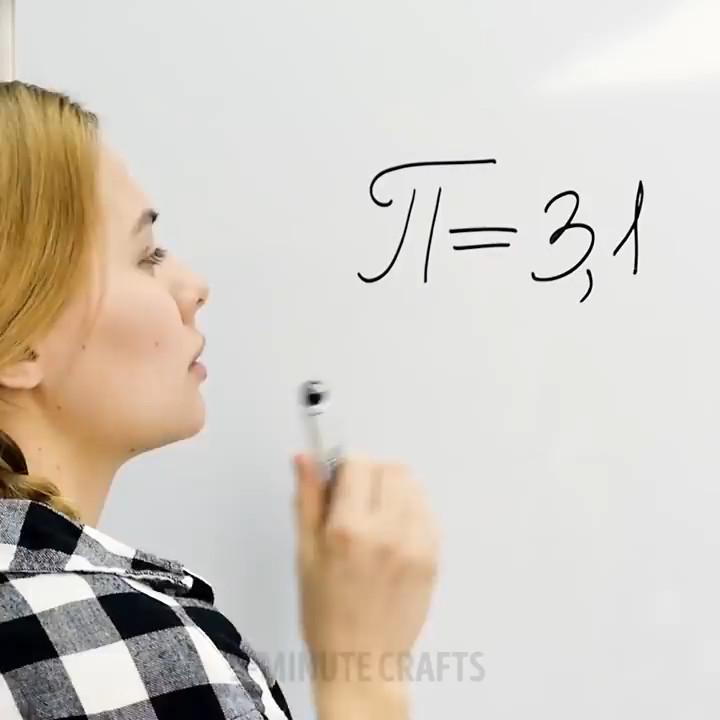 π = 3,1
5-MINUTE CRAFTS